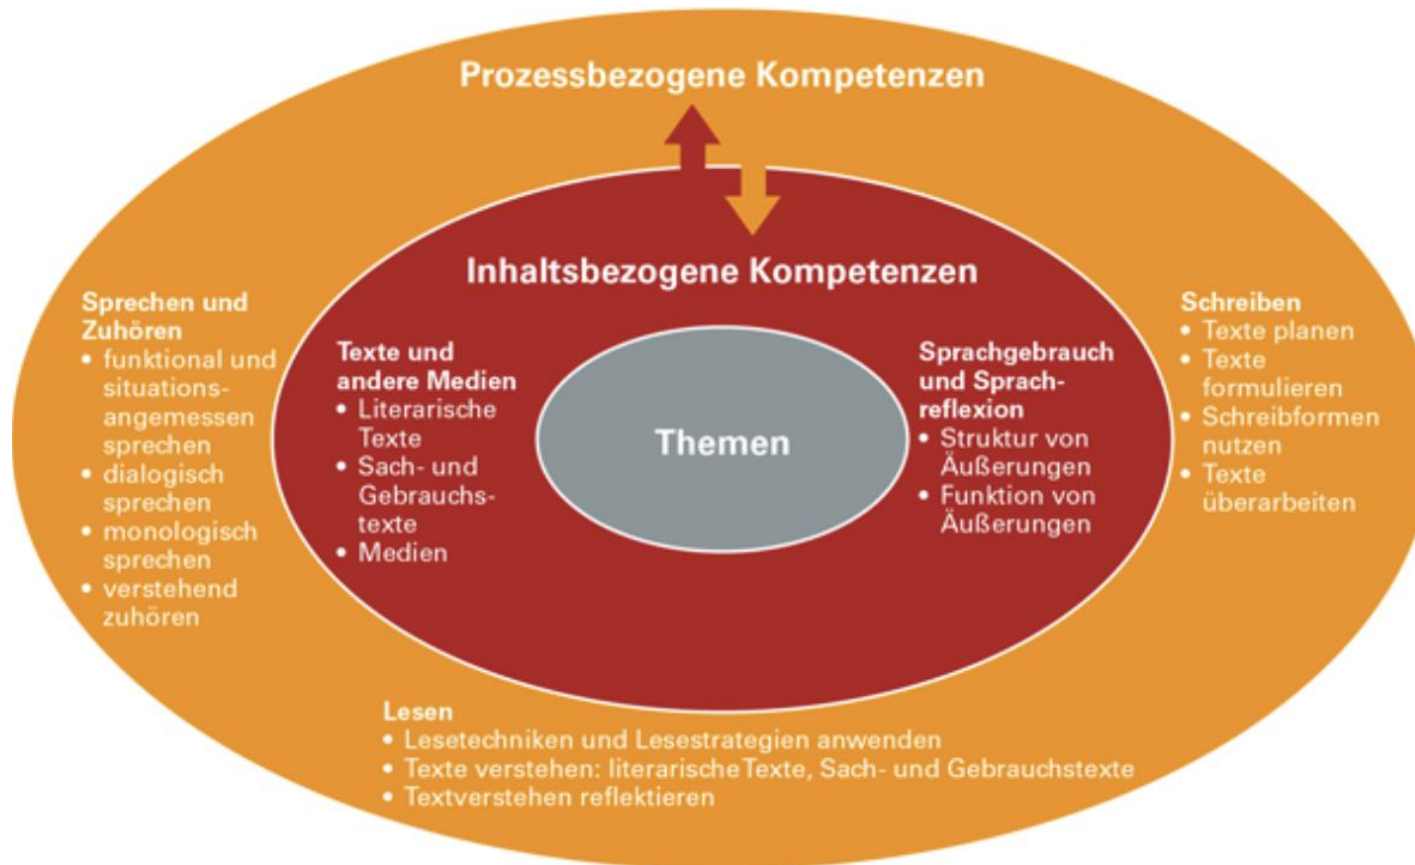 Prozessbezogene Kompetenzen
Inhaltsbezogene Kompetenzen
Sprechen und
Zuhören
• funktional und
situations-
angemessen
sprechen
• dialogisch
sprechen
• monologisch
sprechen
• verstehend
zuhören
Texte und
andere Medien
• Literarische
Texte
• Sach- und
Gebrauchs-
texte
• Medien
Themen
Sprachgebrauch
und Sprach-
reflexion
• Struktur von
Äußerungen
• Funktion von
Äußerungen
Schreiben
• Texte planen
• Texte
formulieren
• Schreibformen
nutzen
• Texte
überarbeiten
Lesen
• Lesetechniken und Lesestrategien anwenden
• Texte verstehen: literarische Texte, Sach- und Gebrauchstexte
• Textverstehen reflektieren